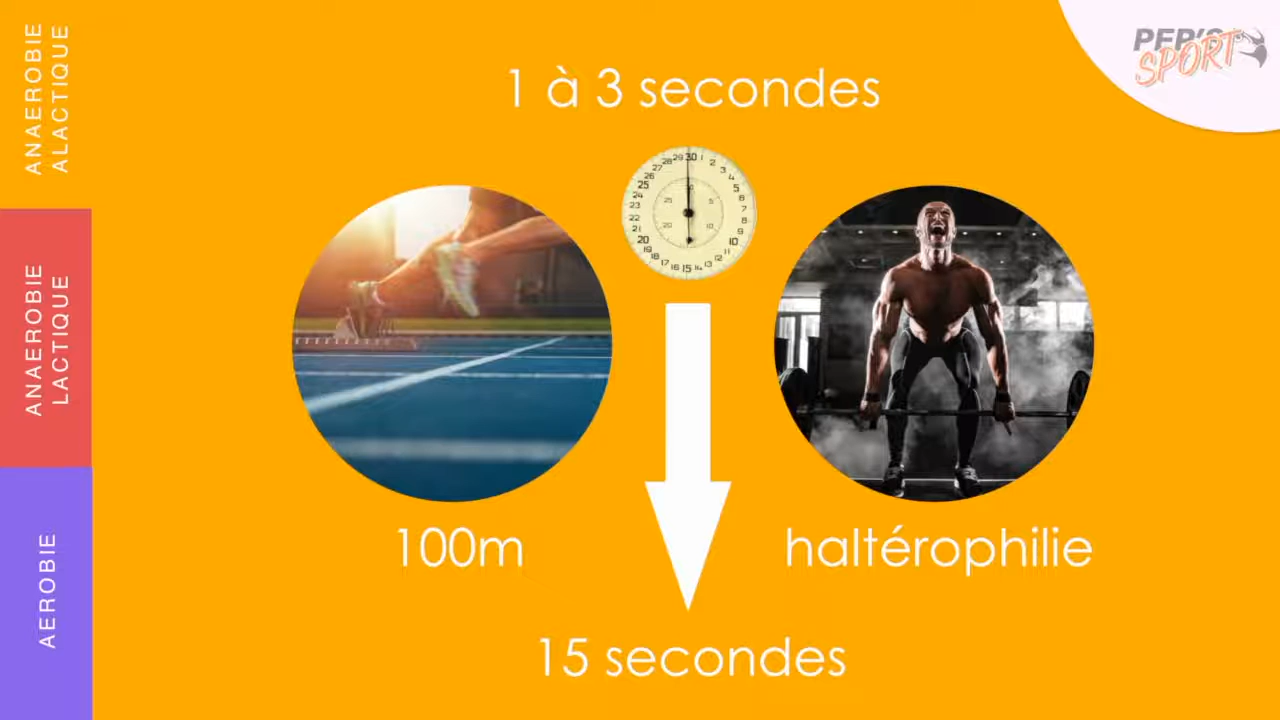 ANAEROBIE
ALACTIQUE
ANAEROBIE
LACTIQUE
AEROBIE
PEP'S
SPORT
1 à 3 secondes
100m
haltérophilie
15 secondes